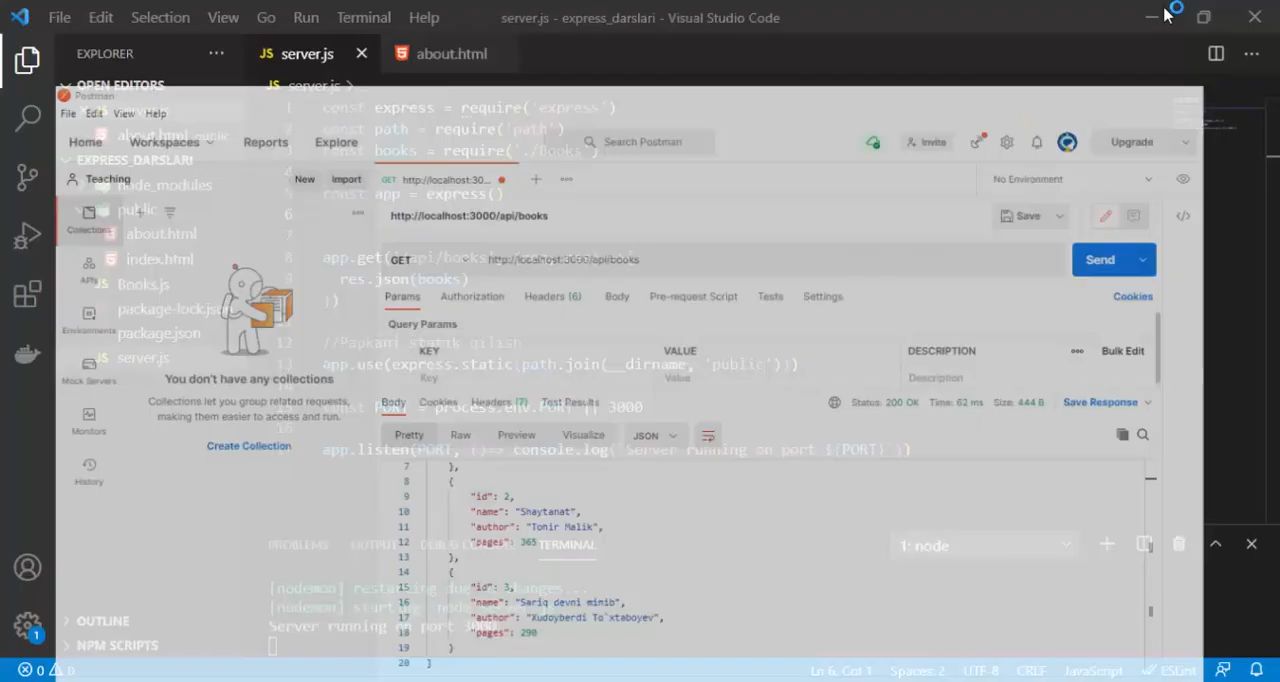 File Edit Selection View Go Run Terminal Help
server.js - express_darslari - Visual Studio Code
EXPLORER
JS server.js
about.html
OPEN EDITORS
JS server.js
Postman
File Edit View Help
about.html public
EXPRESS_DARSLARI
node_modules
public
about.html
index.html
JS Books.js
package-lock.json
package.json
JS server.js
OUTLINE
NPM SCRIPTS
1 const express = require('express')
const path = require('path')
const books = require('./Books')
const app = express()
6
res.json(books)
})
//Papkani statik qilish
app.use(express.static(path.join(__dirname, 'public')))
const PORT = process.env.PORT || 3000
app.listen(PORT, ()=> console.log(`Server running on port ${PORT}`))
Home Workspaces Reports Explore
Search Postman
Invite
Upgrade
Teaching
New Import
GET http://localhost:30...
No Environment
Collections
APIs
Environments
Mock Servers
Monitors
History
You don't have any collections
Collections let you group related requests,
making them easier to access and run.
Create Collection
http://localhost:3000/api/books
Save
GET http://localhost:3000/api/books
Send
Params Authorization Headers (6) Body Pre-request Script Tests Settings
Cookies
Query Params
KEY VALUE DESCRIPTION
Bulk Edit
Key Value Description
Body Cookies Headers (7) Test Results
Status: 200 OK Time: 62 ms Size: 444 B
Save Response
Pretty Raw Preview Visualize JSON
7 },
8 {
9 "id": 2,
10 "name": "Shaytanat",
11 "author": "Tohir Malik",
12 "pages": 365
13 },
14 {
15 "id": 3,
16 "name": "Sariq devni minib",
17 "author": "Xudoyberdi To`xtaboyev",
18 "pages": 290
19 }
20 ]
PROBLEMS OUTPUT TERMINAL
1: node
[nodemon] restarting due to changes...
[nodemon] starting `node
Server running on port 3000
1
0 0
Ln 6, Col 1 Spaces: 2 UTF-8 CRLF JavaScript ESLint